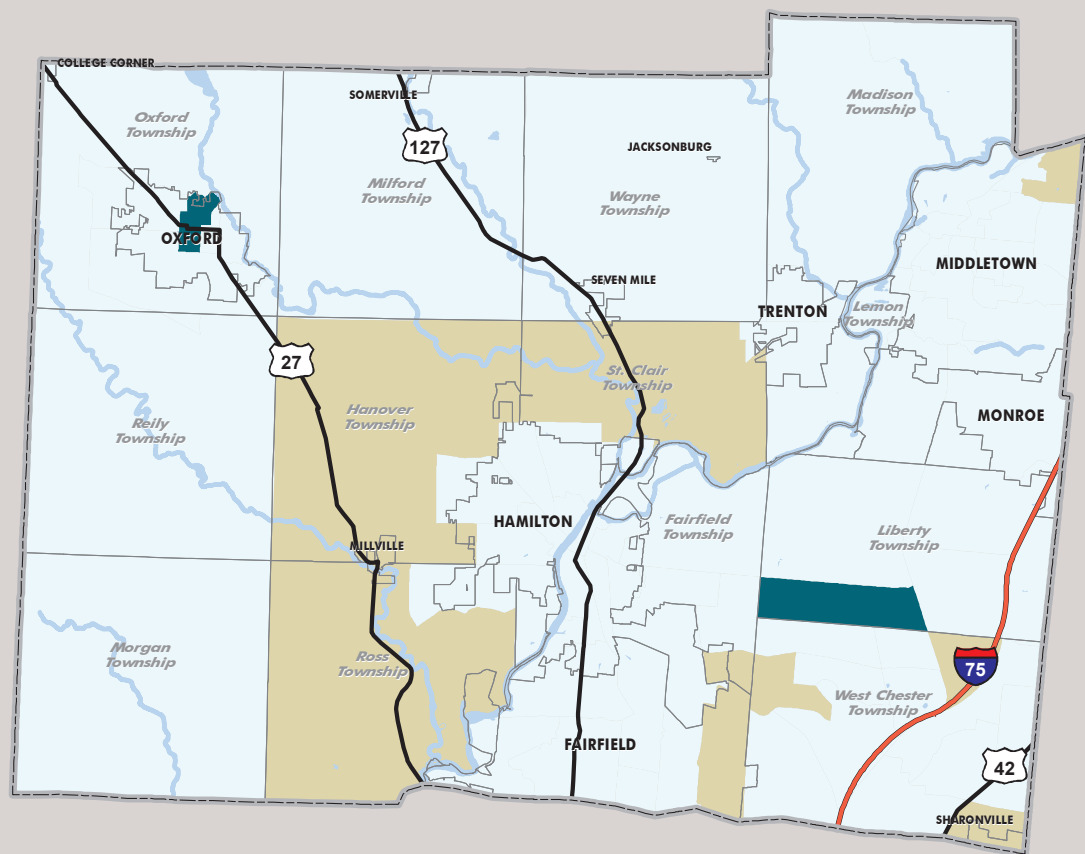 COLLEGE CORNER
SOMERVILLE
Oxford
Township
Madison
Township
127
JACKSONBURG
Milford
Township
Wayne
Township
OXFORD
MIDDLETOWN
SEVEN MILE
TRENTON
Lemon
Township
27
St. Clair
Township
Hanover
Township
MONROE
Reily
Township
HAMILTON
Fairfield
Township
Liberty
Township
MILLVILLE
Morgan
Township
Ross
Township
75
West Chester
Township
FAIRFIELD
42
SHARONVILLE